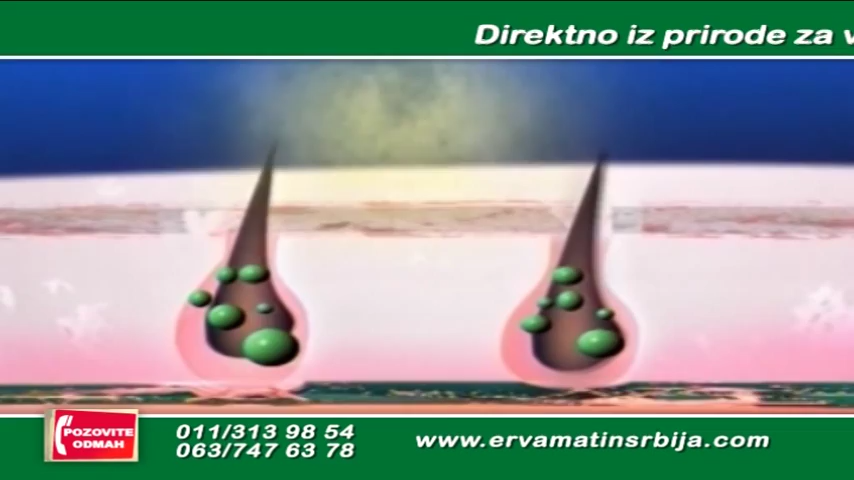 Direktno iz prirode za
POZOVITE
ODMAH
011/313 98 54
063/747 63 78
www.ervamatinsrbija.com